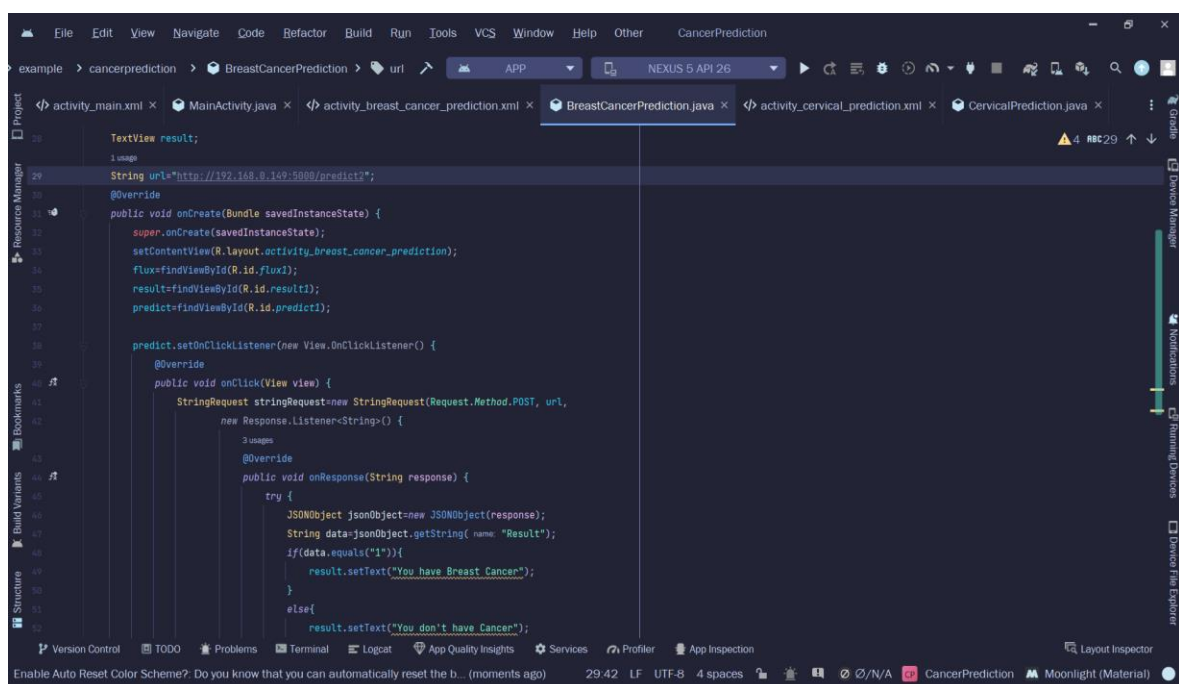 File Edit View Navigate Code Refactor Build Run Tools VCS Window Help Other CancerPrediction
example > cancerprediction > BreastCancerPrediction > url APP NEXUS 5 API 26
activity_main.xml × MainActivity.java × activity_breast_cancer_prediction.xml × BreastCancerPrediction.java × activity_cervical_prediction.xml × CervicalPrediction.java ×
Project
Resource Manager
Bookmarks
Build Variants
Structure
4 ABC 29
28 TextView result;
1 usage
29 String url="http://192.168.0.149:5000/predict2";
30 @Override
31 public void onCreate(Bundle savedInstanceState) {
32 super.onCreate(savedInstanceState);
33 setContentView(R.layout.activity_breast_cancer_prediction);
34 flux=findViewById(R.id.flux1);
35 result=findViewById(R.id.result1);
36 predict=findViewById(R.id.predict1);
37
38 predict.setOnClickListener(new View.OnClickListener() {
39 @Override
40 public void onClick(View view) {
41 StringRequest stringRequest=new StringRequest(Request.Method.POST, url,
42 new Response.Listener<String>() {
3 usages
43 @Override
44 public void onResponse(String response) {
45 try {
46 JSONObject jsonObject=new JSONObject(response);
47 String data=jsonObject.getString( name: "Result");
48 if(data.equals("1")){
49 result.setText("You have Breast Cancer");
50 }
51 else{
52 result.setText("You don't have Cancer");
Gradle
Device Manager
Notifications
Running Devices
Device File Explorer
Version Control TODO Problems Terminal Logcat App Quality Insights Services Profiler App Inspection Layout Inspector
Enable Auto Reset Color Scheme?: Do you know that you can automatically reset the b... (moments ago) 29:42 LF UTF-8 4 spaces Ø/N/A CP CancerPrediction M Moonlight (Material)